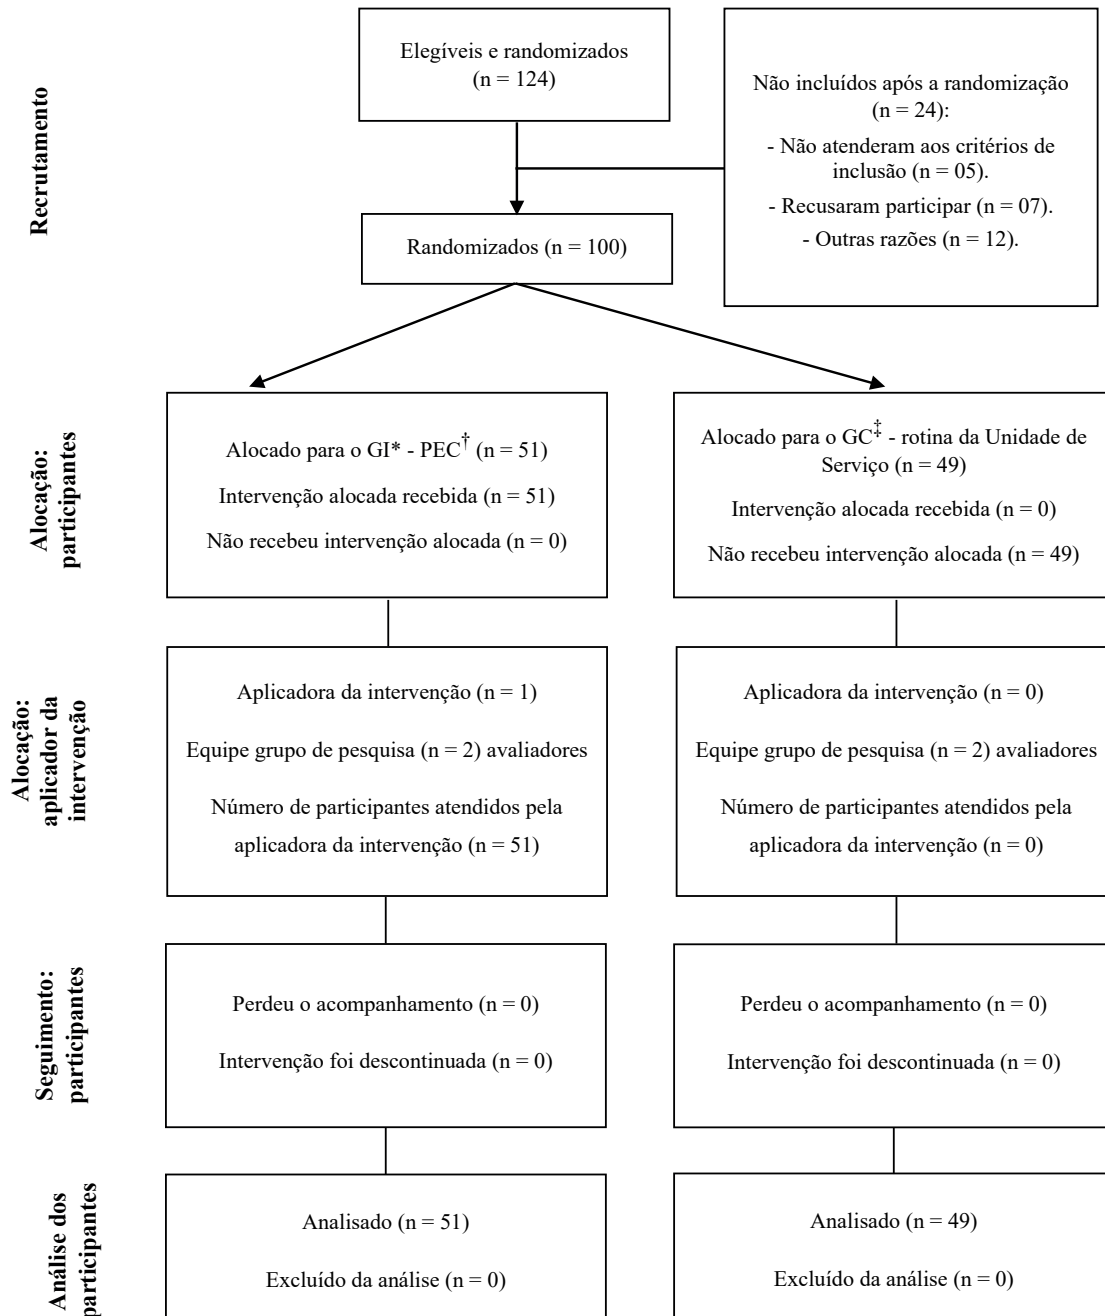 Recrutamento
Elegíveis e randomizados
(n = 124)
Não incluídos após a randomização
(n = 24):
- Não atenderam aos critérios de
inclusão (n = 05).
- Recusaram participar (n = 07).
- Outras razões (n = 12).
Randomizados (n = 100)
Alocação:
participantes
Alocado para o GI* - PEC† (n = 51)
Intervenção alocada recebida (n = 51)
Não recebeu intervenção alocada (n = 0)
Alocado para o GC‡ - rotina da Unidade de
Serviço (n = 49)
Intervenção alocada recebida (n = 0)
Não recebeu intervenção alocada (n = 49)
Alocação:
aplicador da
intervenção
Aplicadora da intervenção (n = 1)
Equipe grupo de pesquisa (n = 2) avaliadores
Número de participantes atendidos pela
aplicadora da intervenção (n = 51)
Aplicadora da intervenção (n = 0)
Equipe grupo de pesquisa (n = 2) avaliadores
Número de participantes atendidos pela
aplicadora da intervenção (n = 0)
Seguimento:
participantes
Perdeu o acompanhamento (n = 0)
Intervenção foi descontinuada (n = 0)
Perdeu o acompanhamento (n = 0)
Intervenção foi descontinuada (n = 0)
Análise dos
participantes
Analisado (n = 51)
Excluído da análise (n = 0)
Analisado (n = 49)
Excluído da análise (n = 0)